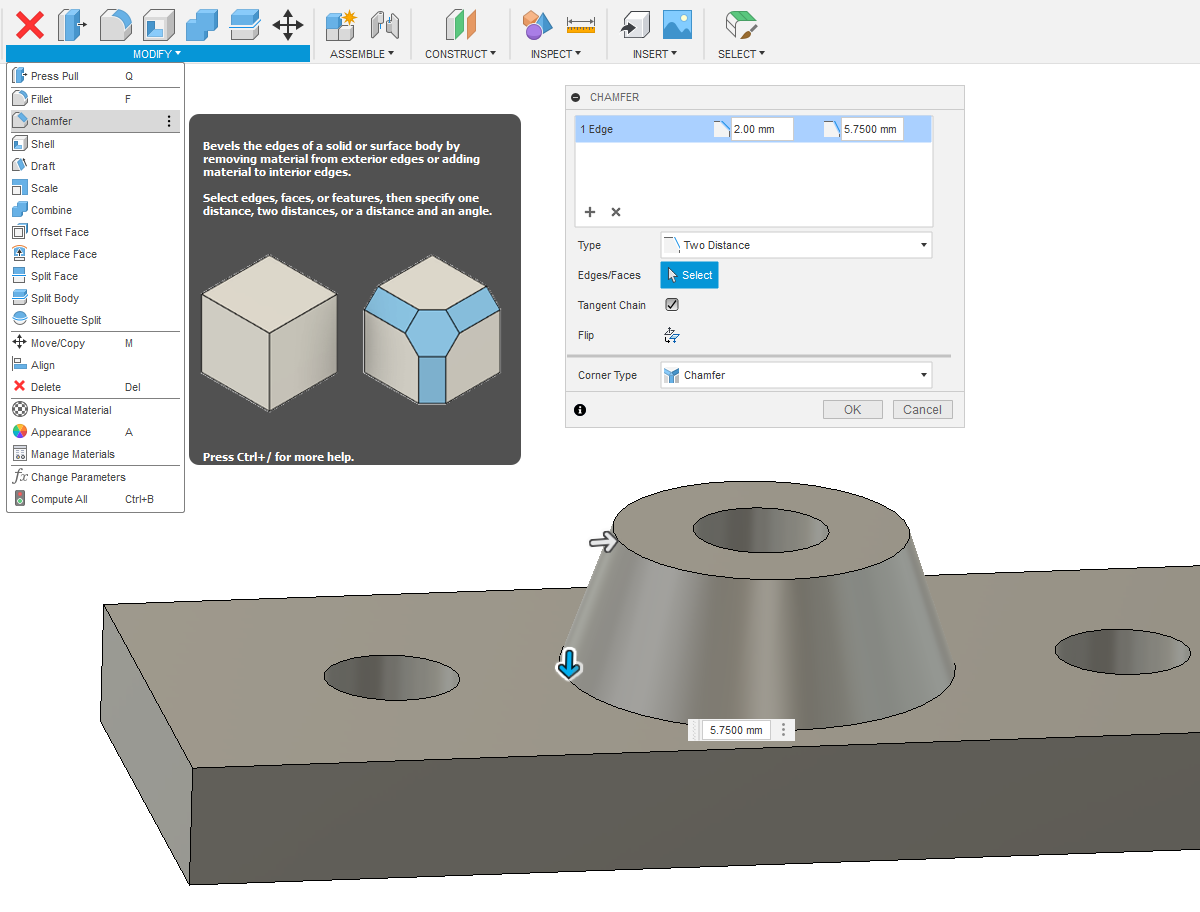 MODIFY
ASSEMBLE
CONSTRUCT
INSPECT
INSERT
SELECT
Press Pull Q
Fillet F
Chamfer
Shell
Draft
Scale
Combine
Offset Face
Replace Face
Split Face
Split Body
Silhouette Split
Move/Copy M
Align
Delete Del
Physical Material
Appearance A
Manage Materials
fx Change Parameters
Compute All Ctrl+B
Bevels the edges of a solid or surface body by
removing material from exterior edges or adding
material to interior edges.
Select edges, faces, or features, then specify one
distance, two distances, or a distance and an angle.
Press Ctrl+/ for more help.
CHAMFER
1 Edge 2.00 mm 5.7500 mm
Type Two Distance
Edges/Faces Select
Tangent Chain
Flip
Corner Type Chamfer
OK Cancel
5.7500 mm